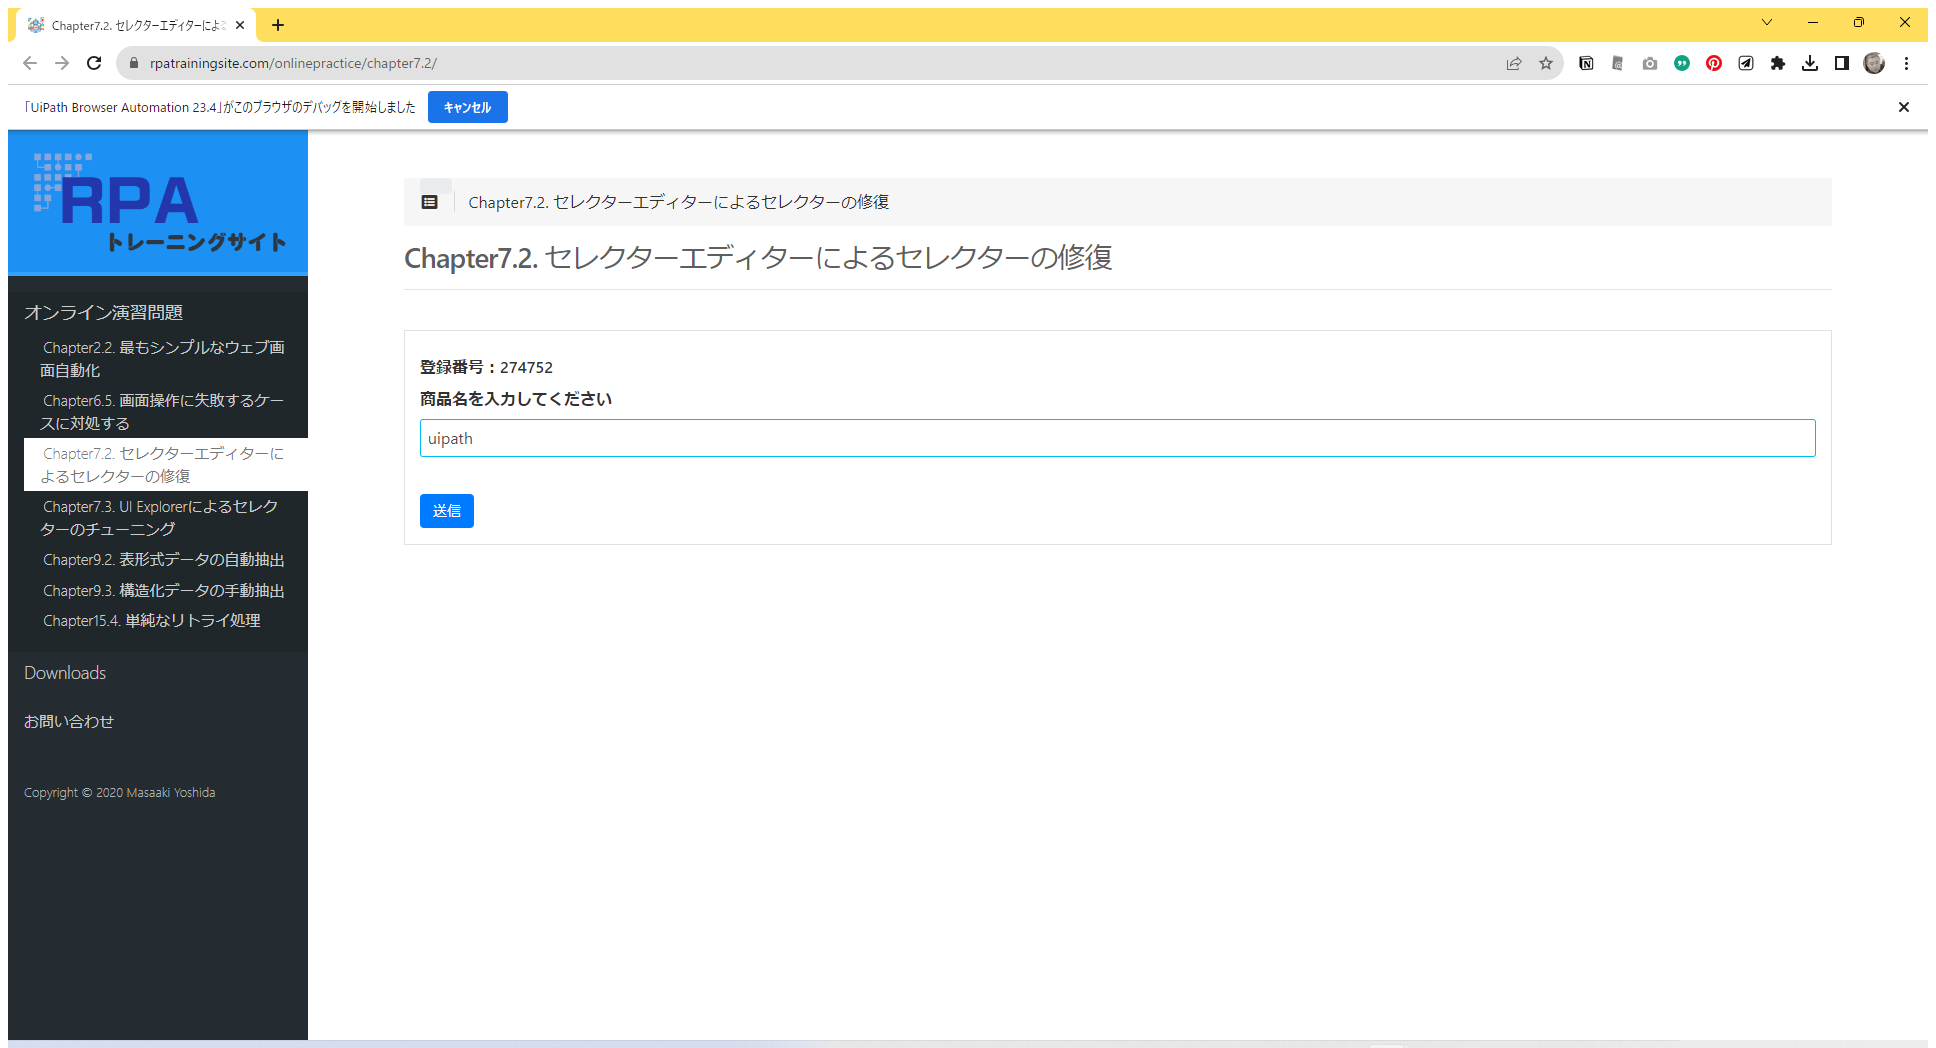 Chapter7.2. セレクターエディターによ
rpatrainingsite.com/onlinepractice/chapter7.2/
「UiPath Browser Automation 23.4」がこのブラウザのデバッグを開始しました
キャンセル
RPA
トレーニングサイト
オンライン演習問題
Chapter2.2. 最もシンプルなウェブ画
面自動化
Chapter6.5. 画面操作に失敗するケー
スに対処する
Chapter7.2. セレクターエディターに
よるセレクターの修復
Chapter7.3. UI Explorerによるセレク
ターのチューニング
Chapter9.2. 表形式データの自動抽出
Chapter9.3. 構造化データの手動抽出
Chapter15.4. 単純なリトライ処理
Downloads
お問い合わせ
Copyright © 2020 Masaaki Yoshida
Chapter7.2. セレクターエディターによるセレクターの修復
Chapter7.2. セレクターエディターによるセレクターの修復
登録番号：274752
商品名を入力してください
uipath
送信